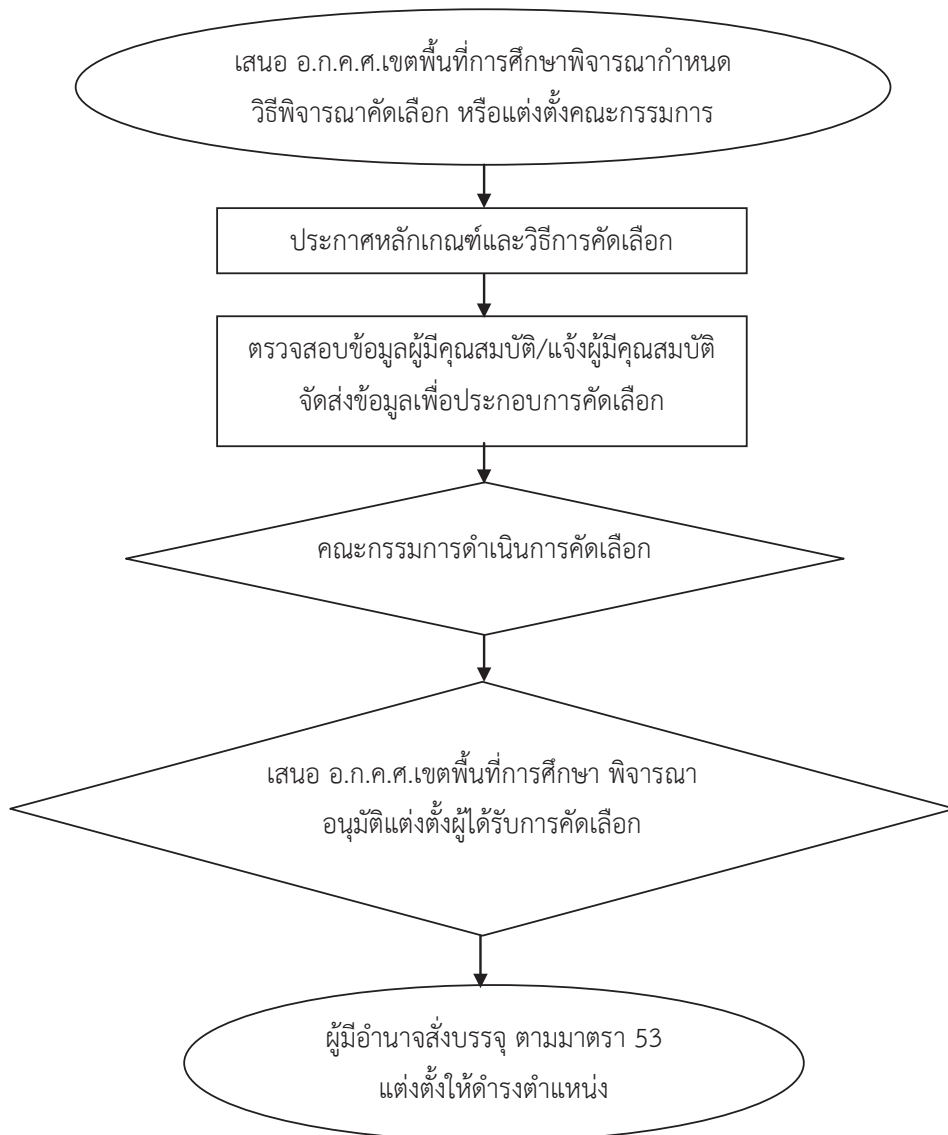 เสนอ อ.ก.ค.ศ.เขตพื้นที่การศึกษาพิจารณากำหนด
วิธีพิจารณาคัดเลือก หรือแต่งตั้งคณะกรรมการ
ประกาศหลักเกณฑ์และวิธีการคัดเลือก
ตรวจสอบข้อมูลผู้มีคุณสมบัติ/แจ้งผู้มีคุณสมบัติ
จัดส่งข้อมูลเพื่อประกอบการคัดเลือก
คณะกรรมการดำเนินการคัดเลือก
เสนอ อ.ก.ค.ศ.เขตพื้นที่การศึกษา พิจารณา
อนุมัติแต่งตั้งผู้ได้รับการคัดเลือก
ผู้มีอำนาจสั่งบรรจุ ตามมาตรา 53
แต่งตั้งให้ดำรงตำแหน่ง